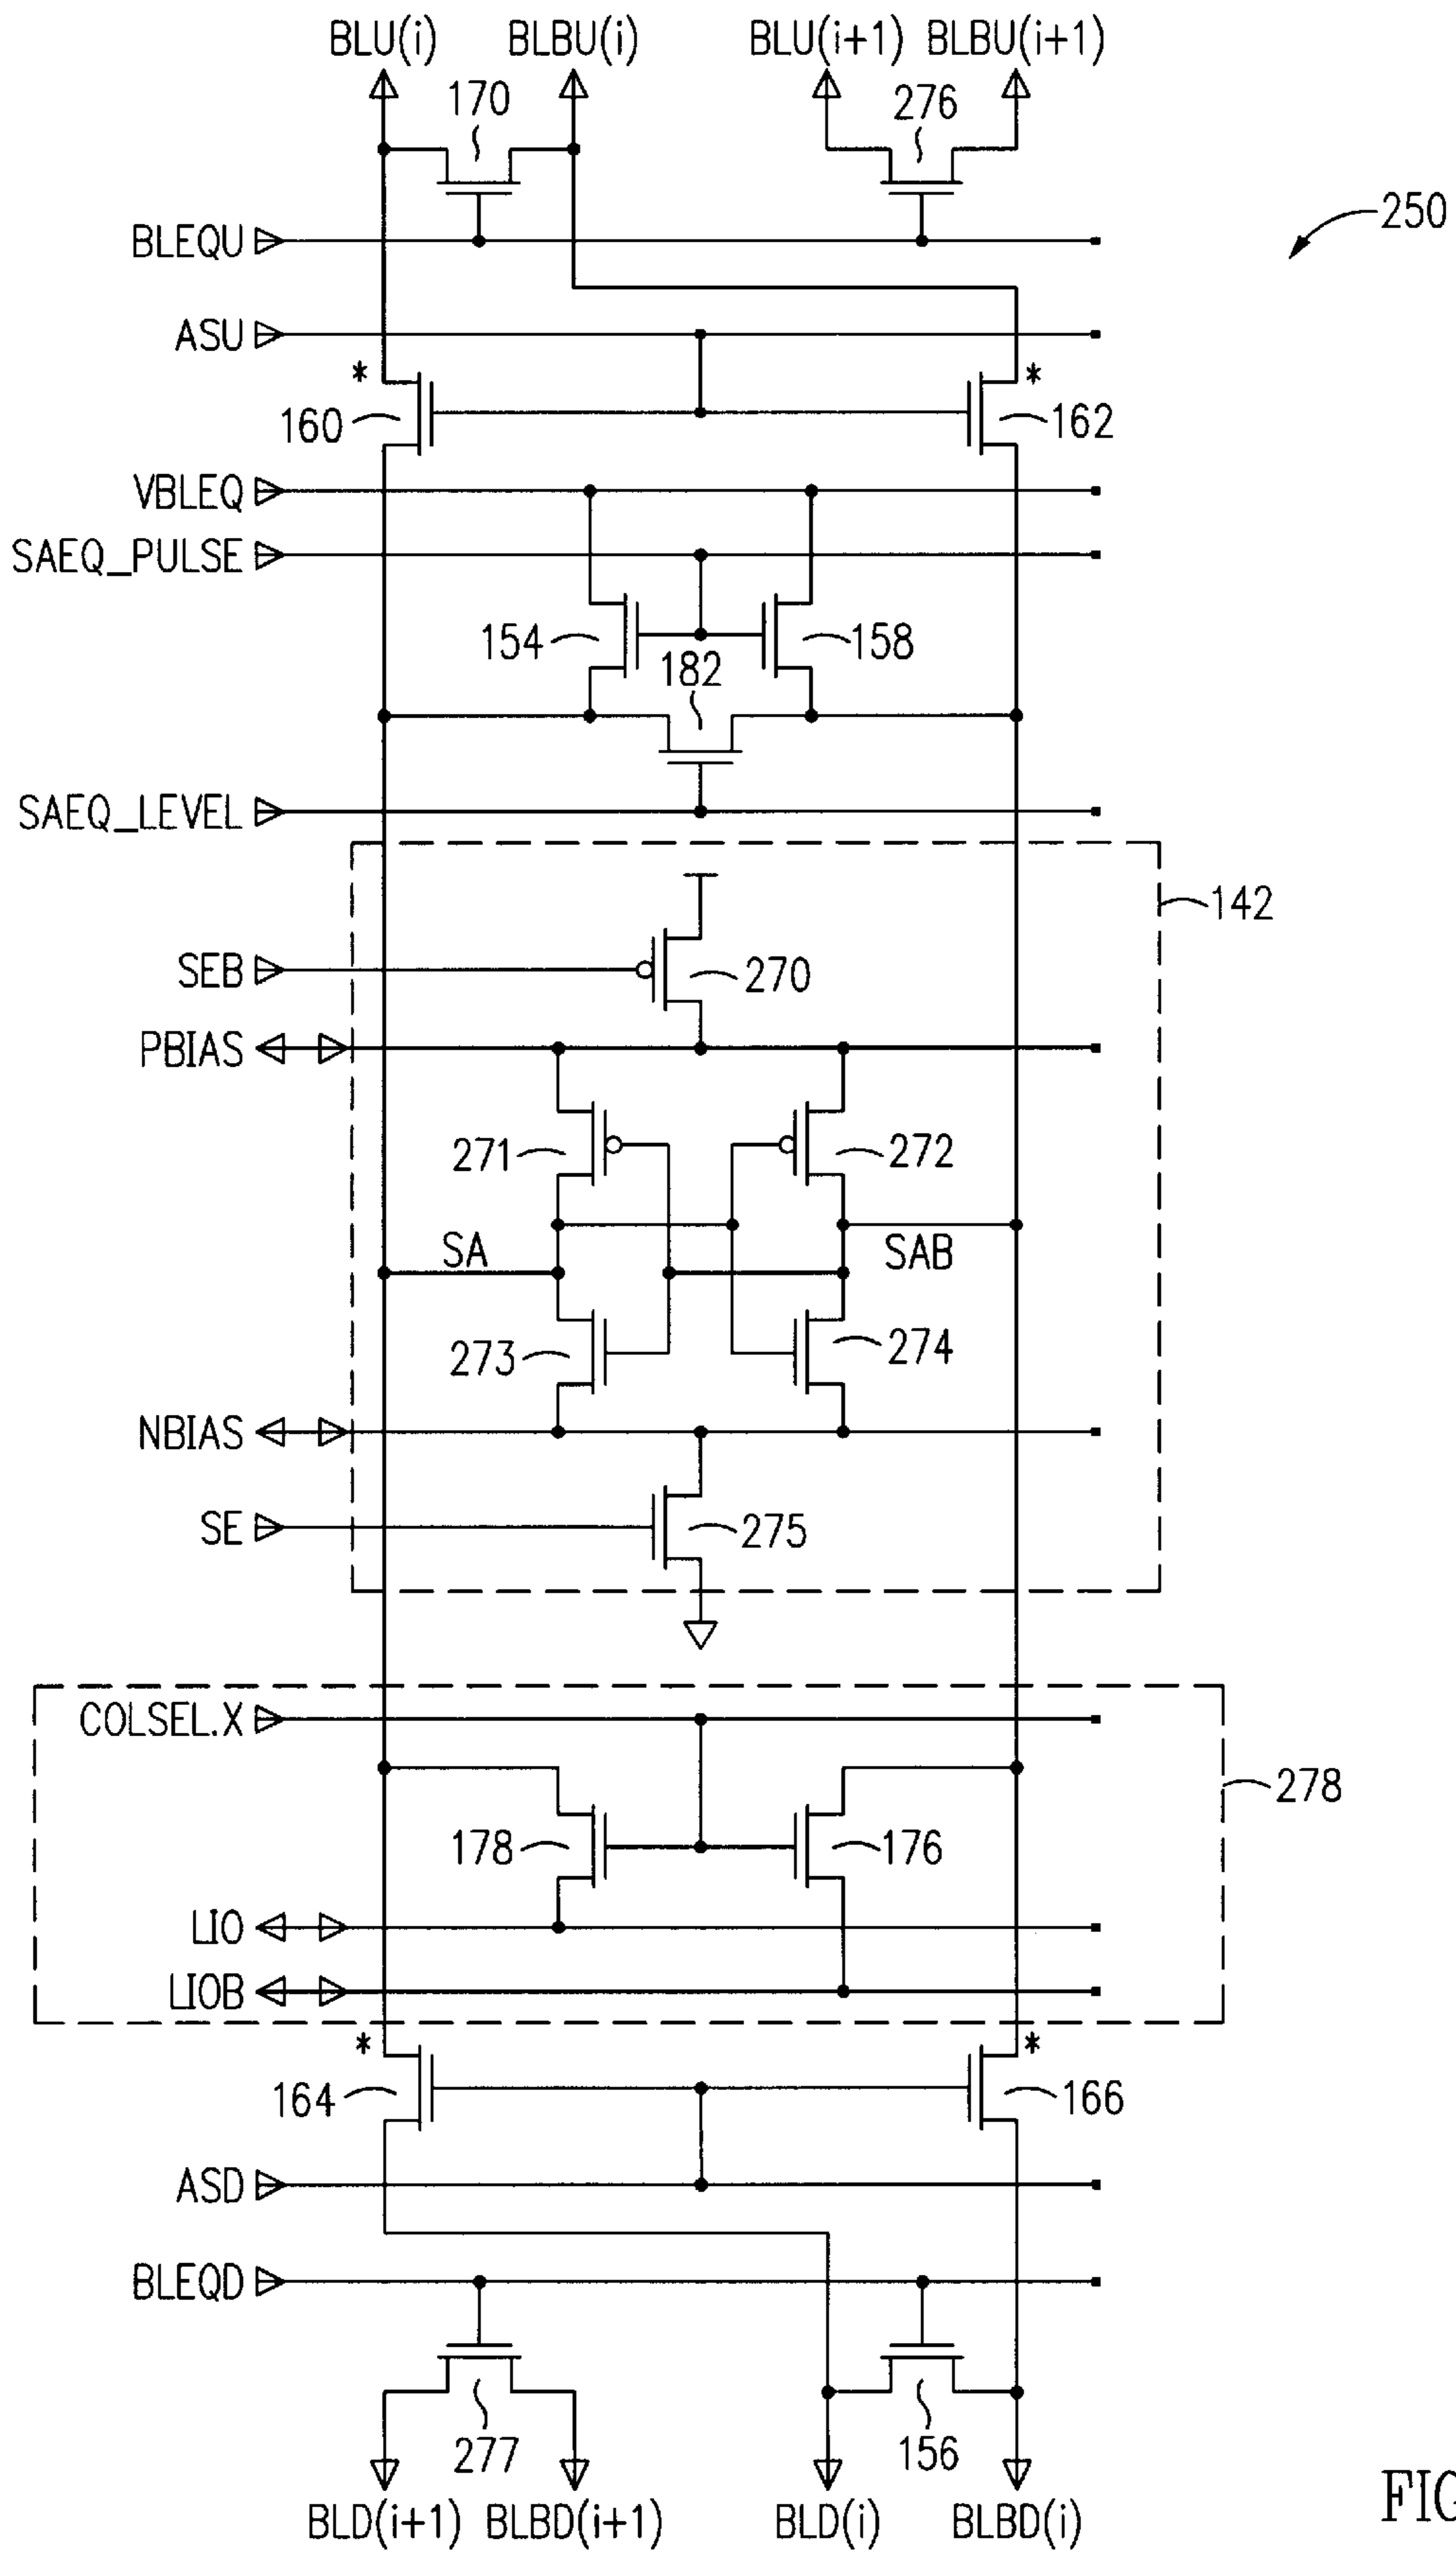 BLU(i) BLBU(i) BLU(i+1) BLBU(i+1)
170 276
250
BLEQU
ASU
* *
160 162
VBLEQ
SAEQ_PULSE
154 158
182
SAEQ_LEVEL
142
SEB 270
PBIAS
271 272
SA SAB
273 274
NBIAS
SE 275
COLSEL.X
278
178 176
LIO
LIOB
* *
164 166
ASD
BLEQD
277 156
BLD(i+1) BLBD(i+1) BLD(i) BLBD(i)
FIG